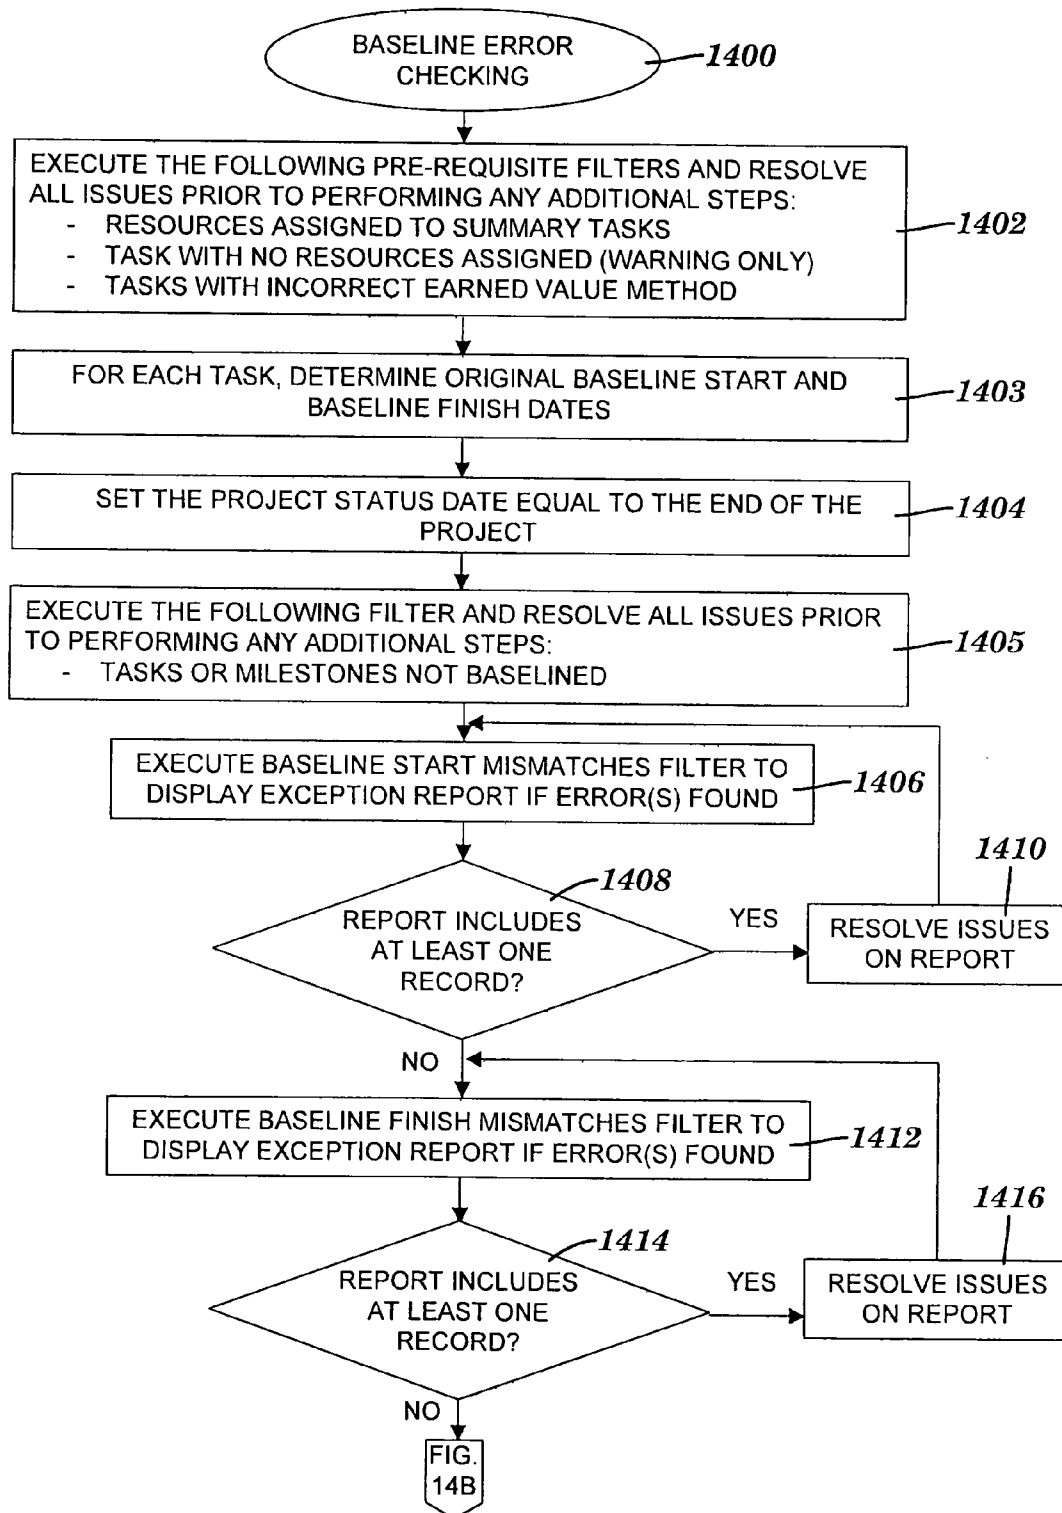 BASELINE ERROR
CHECKING
1400
EXECUTE THE FOLLOWING PRE-REQUISITE FILTERS AND RESOLVE
ALL ISSUES PRIOR TO PERFORMING ANY ADDITIONAL STEPS:
- RESOURCES ASSIGNED TO SUMMARY TASKS
- TASK WITH NO RESOURCES ASSIGNED (WARNING ONLY)
- TASKS WITH INCORRECT EARNED VALUE METHOD
1402
FOR EACH TASK, DETERMINE ORIGINAL BASELINE START AND
BASELINE FINISH DATES
1403
SET THE PROJECT STATUS DATE EQUAL TO THE END OF THE
PROJECT
1404
EXECUTE THE FOLLOWING FILTER AND RESOLVE ALL ISSUES PRIOR
TO PERFORMING ANY ADDITIONAL STEPS:
- TASKS OR MILESTONES NOT BASELINED
1405
EXECUTE BASELINE START MISMATCHES FILTER TO
DISPLAY EXCEPTION REPORT IF ERROR(S) FOUND
1406
1408
REPORT INCLUDES
AT LEAST ONE
RECORD?
YES
1410
RESOLVE ISSUES
ON REPORT
NO
EXECUTE BASELINE FINISH MISMATCHES FILTER TO
DISPLAY EXCEPTION REPORT IF ERROR(S) FOUND
1412
1414
REPORT INCLUDES
AT LEAST ONE
RECORD?
YES
1416
RESOLVE ISSUES
ON REPORT
NO
FIG.
14B